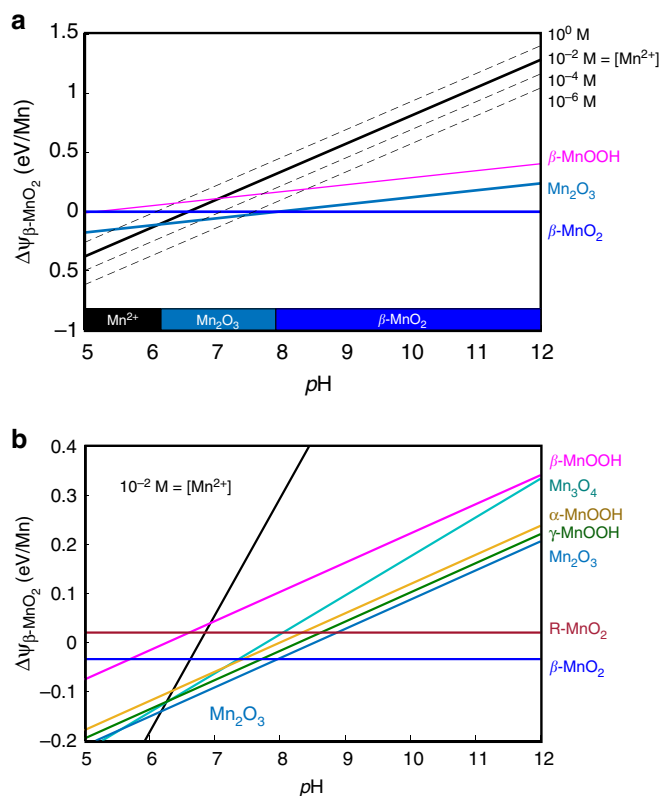 a
1.5
1
0.5
0
0.5
−1
Δψβ-MnO₂ (eV/Mn)
10⁰ M
10⁻² M = [Mn²⁺]
10⁻⁴ M
10⁻⁶ M
β-MnOOH
Mn₂O₃
β-MnO₂
Mn²⁺ Mn₂O₃ β-MnO₂
5 6 7 8 9 10 11 12
pH
b
0.4
0.3
0.2
0.1
0
−0.1
−0.2
Δψβ-MnO₂ (eV/Mn)
10⁻² M = [Mn²⁺]
β-MnOOH
Mn₃O₄
α-MnOOH
γ-MnOOH
Mn₂O₃
R-MnO₂
β-MnO₂
Mn₂O₃
5 6 7 8 9 10 11 12
pH